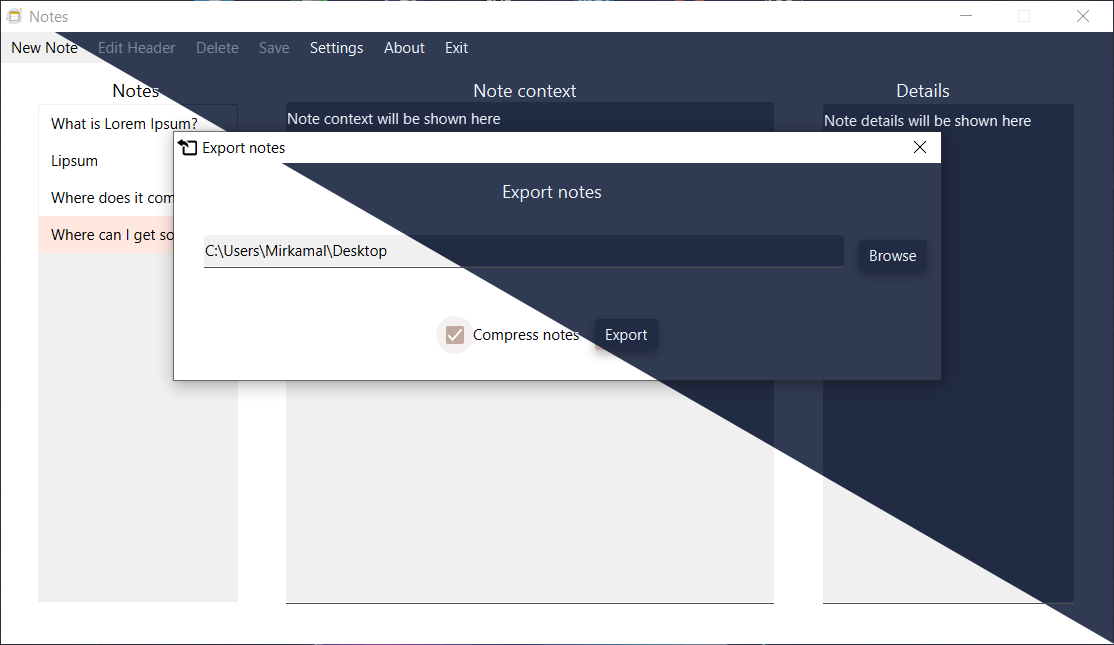 Notes
New Note Edit Header Delete Save Settings About Exit
Notes Note context Details
What is Lorem Ipsum?
Lipsum
Where does it com
Where can I get so
Note context will be shown here
Note details will be shown here
Export notes
Export notes
C:\Users\Mirkamal\Desktop
Browse
Compress notes
Export